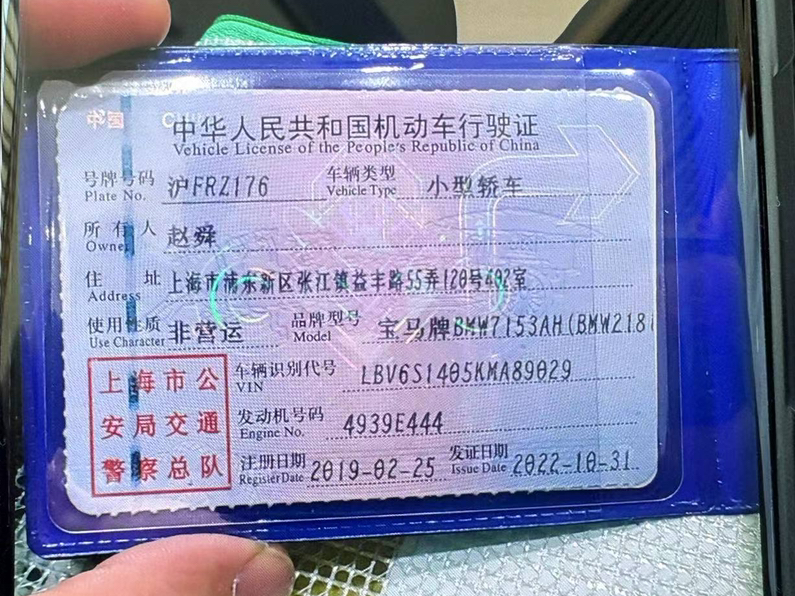 中国 C
中华人民共和国机动车行驶证
Vehicle License of the People's Republic of China
号牌号码 Plate No. 沪FRZ176 车辆类型 Vehicle Type 小型轿车
所有人 Owner 赵舜
住址 Address 上海市浦东新区张江镇益丰路55弄120号402室
使用性质 Use Character 非营运 品牌型号 Model 宝马牌BMW7153AH(BMW218i
车辆识别代号 VIN LBV6S1405KMA89029
发动机号码 Engine No. 4939E444
注册日期 Register Date 2019-02-25 发证日期 Issue Date 2022-10-31
上海市公
安局交通
警察总队